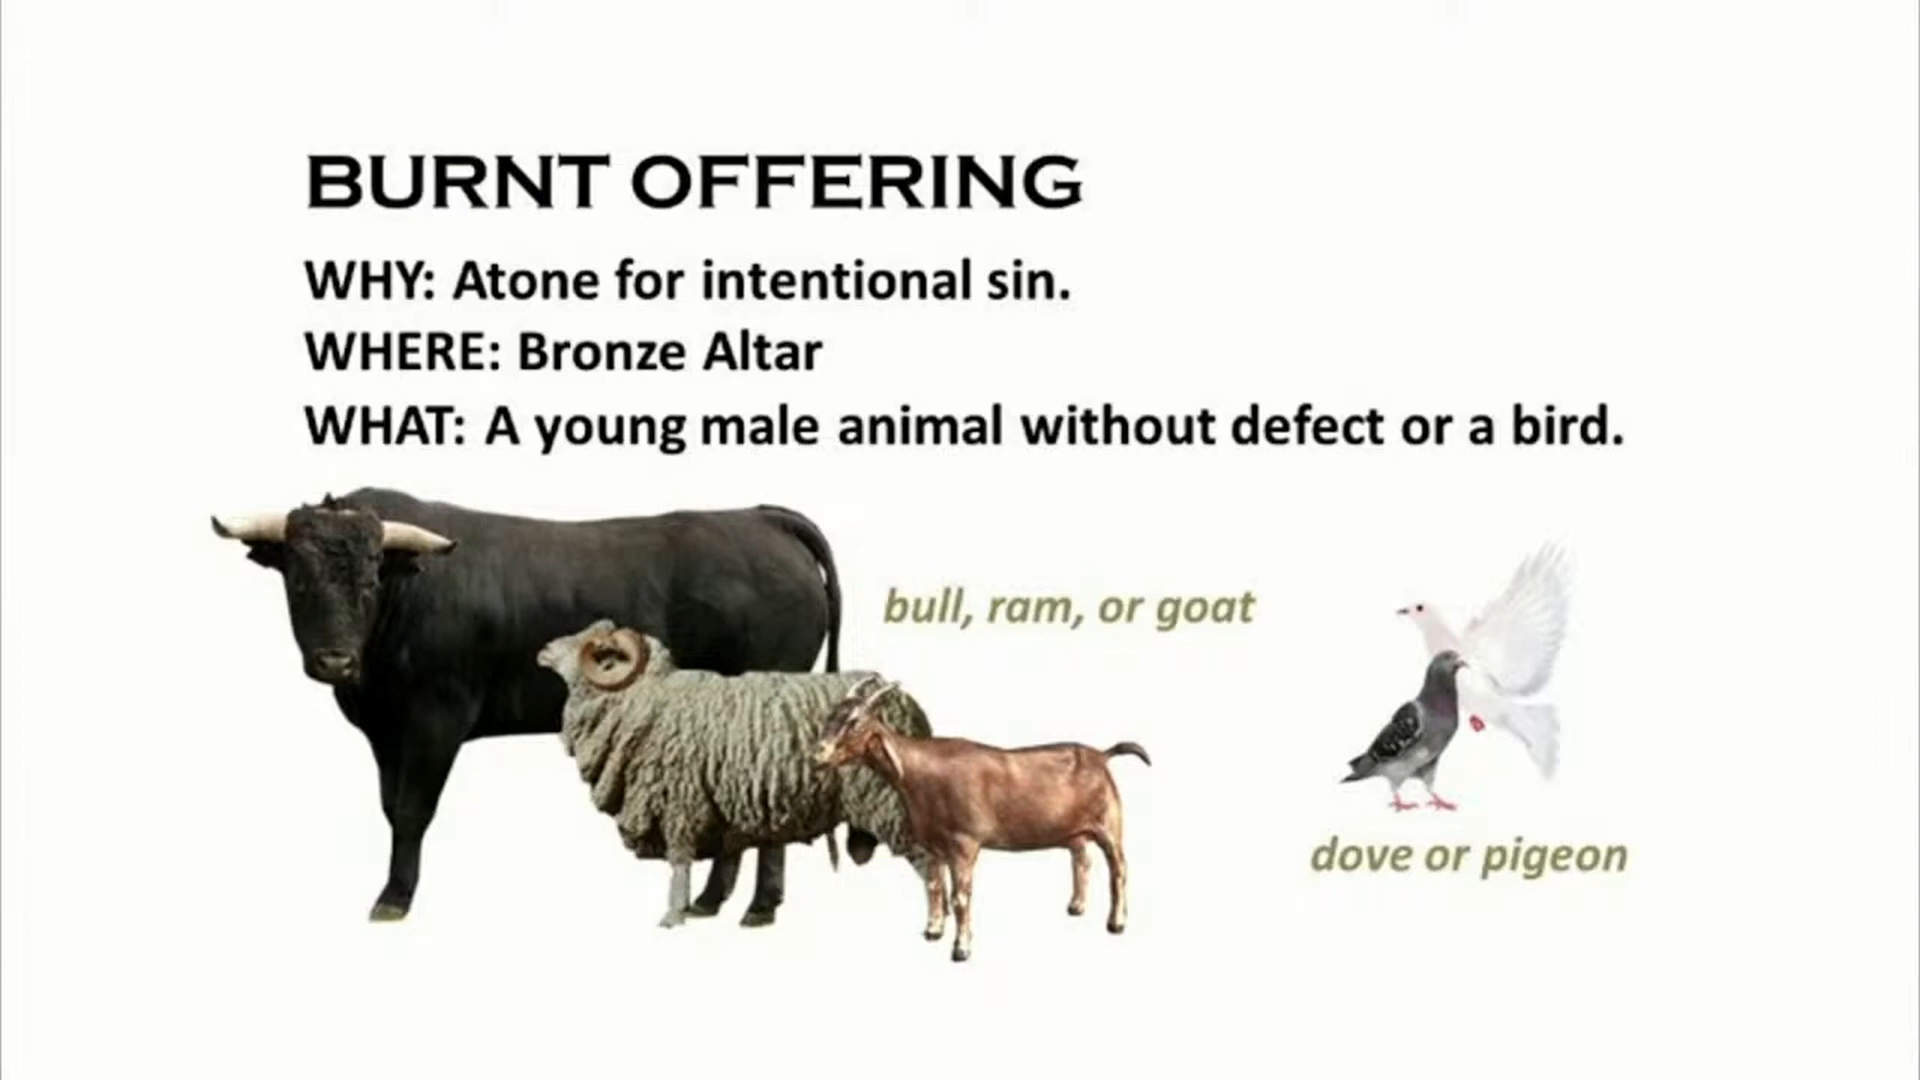 BURNT OFFERING
WHY: Atone for intentional sin.
WHERE: Bronze Altar
WHAT: A young male animal without defect or a bird.
bull, ram, or goat
dove or pigeon